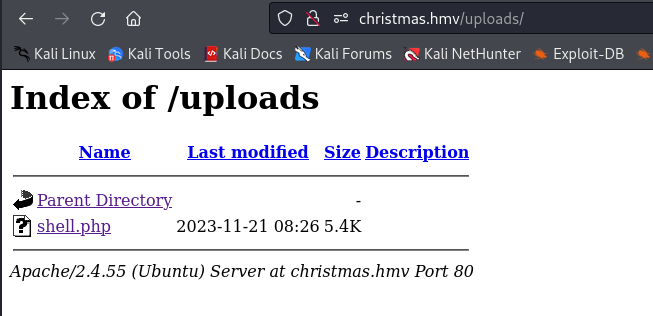 christmas.hmv/uploads/
Kali Linux Kali Tools Kali Docs Kali Forums Kali NetHunter Exploit-DB
Index of /uploads
Name Last modified Size Description
Parent Directory -
shell.php 2023-11-21 08:26 5.4K
Apache/2.4.55 (Ubuntu) Server at christmas.hmv Port 80